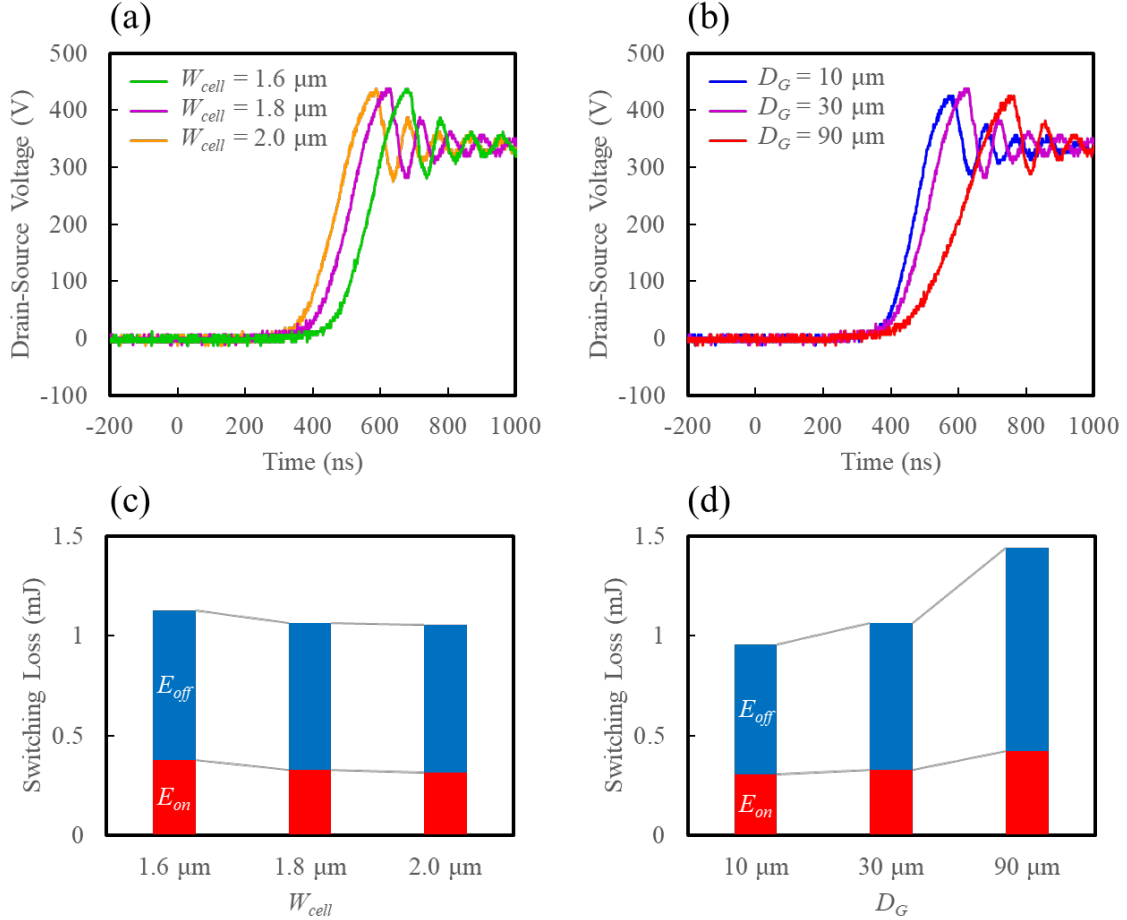 (a)
500
400
300
200
100
0
-100
Drain-Source Voltage (V)
W_cell = 1.6 μm
W_cell = 1.8 μm
W_cell = 2.0 μm
-200 0 200 400 600 800 1000
Time (ns)
(b)
500
400
300
200
100
0
-100
Drain-Source Voltage (V)
D_G = 10 μm
D_G = 30 μm
D_G = 90 μm
-200 0 200 400 600 800 1000
Time (ns)
(c)
1.5
1
0.5
0
Switching Loss (mJ)
E_off
E_on
1.6 μm 1.8 μm 2.0 μm
W_cell
(d)
1.5
1
0.5
0
Switching Loss (mJ)
E_off
E_on
10 μm 30 μm 90 μm
D_G